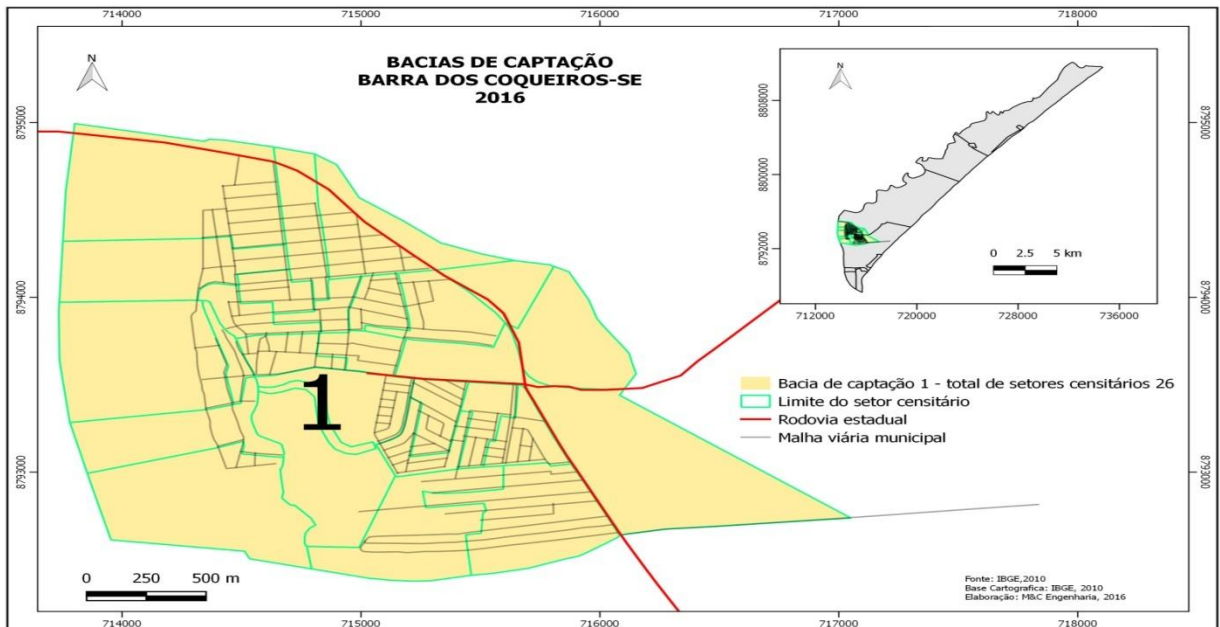 714000 715000 716000 717000 718000
BACIAS DE CAPTAÇÃO
BARRA DOS COQUEIROS-SE
2016
N
N
8795000
8794000
8793000
8795000
8794000
8793000
8808000
8800000
8792000
0 2.5 5 km
712000 720000 728000 736000
1
Bacia de captação 1 - total de setores censitários 26
Limite do setor censitário
Rodovia estadual
Malha viária municipal
0 250 500 m
Fonte: IBGE,2010
Base Cartografica: IBGE, 2010
Elaboração: M&C Engenharia, 2016
714000 715000 716000 717000 718000